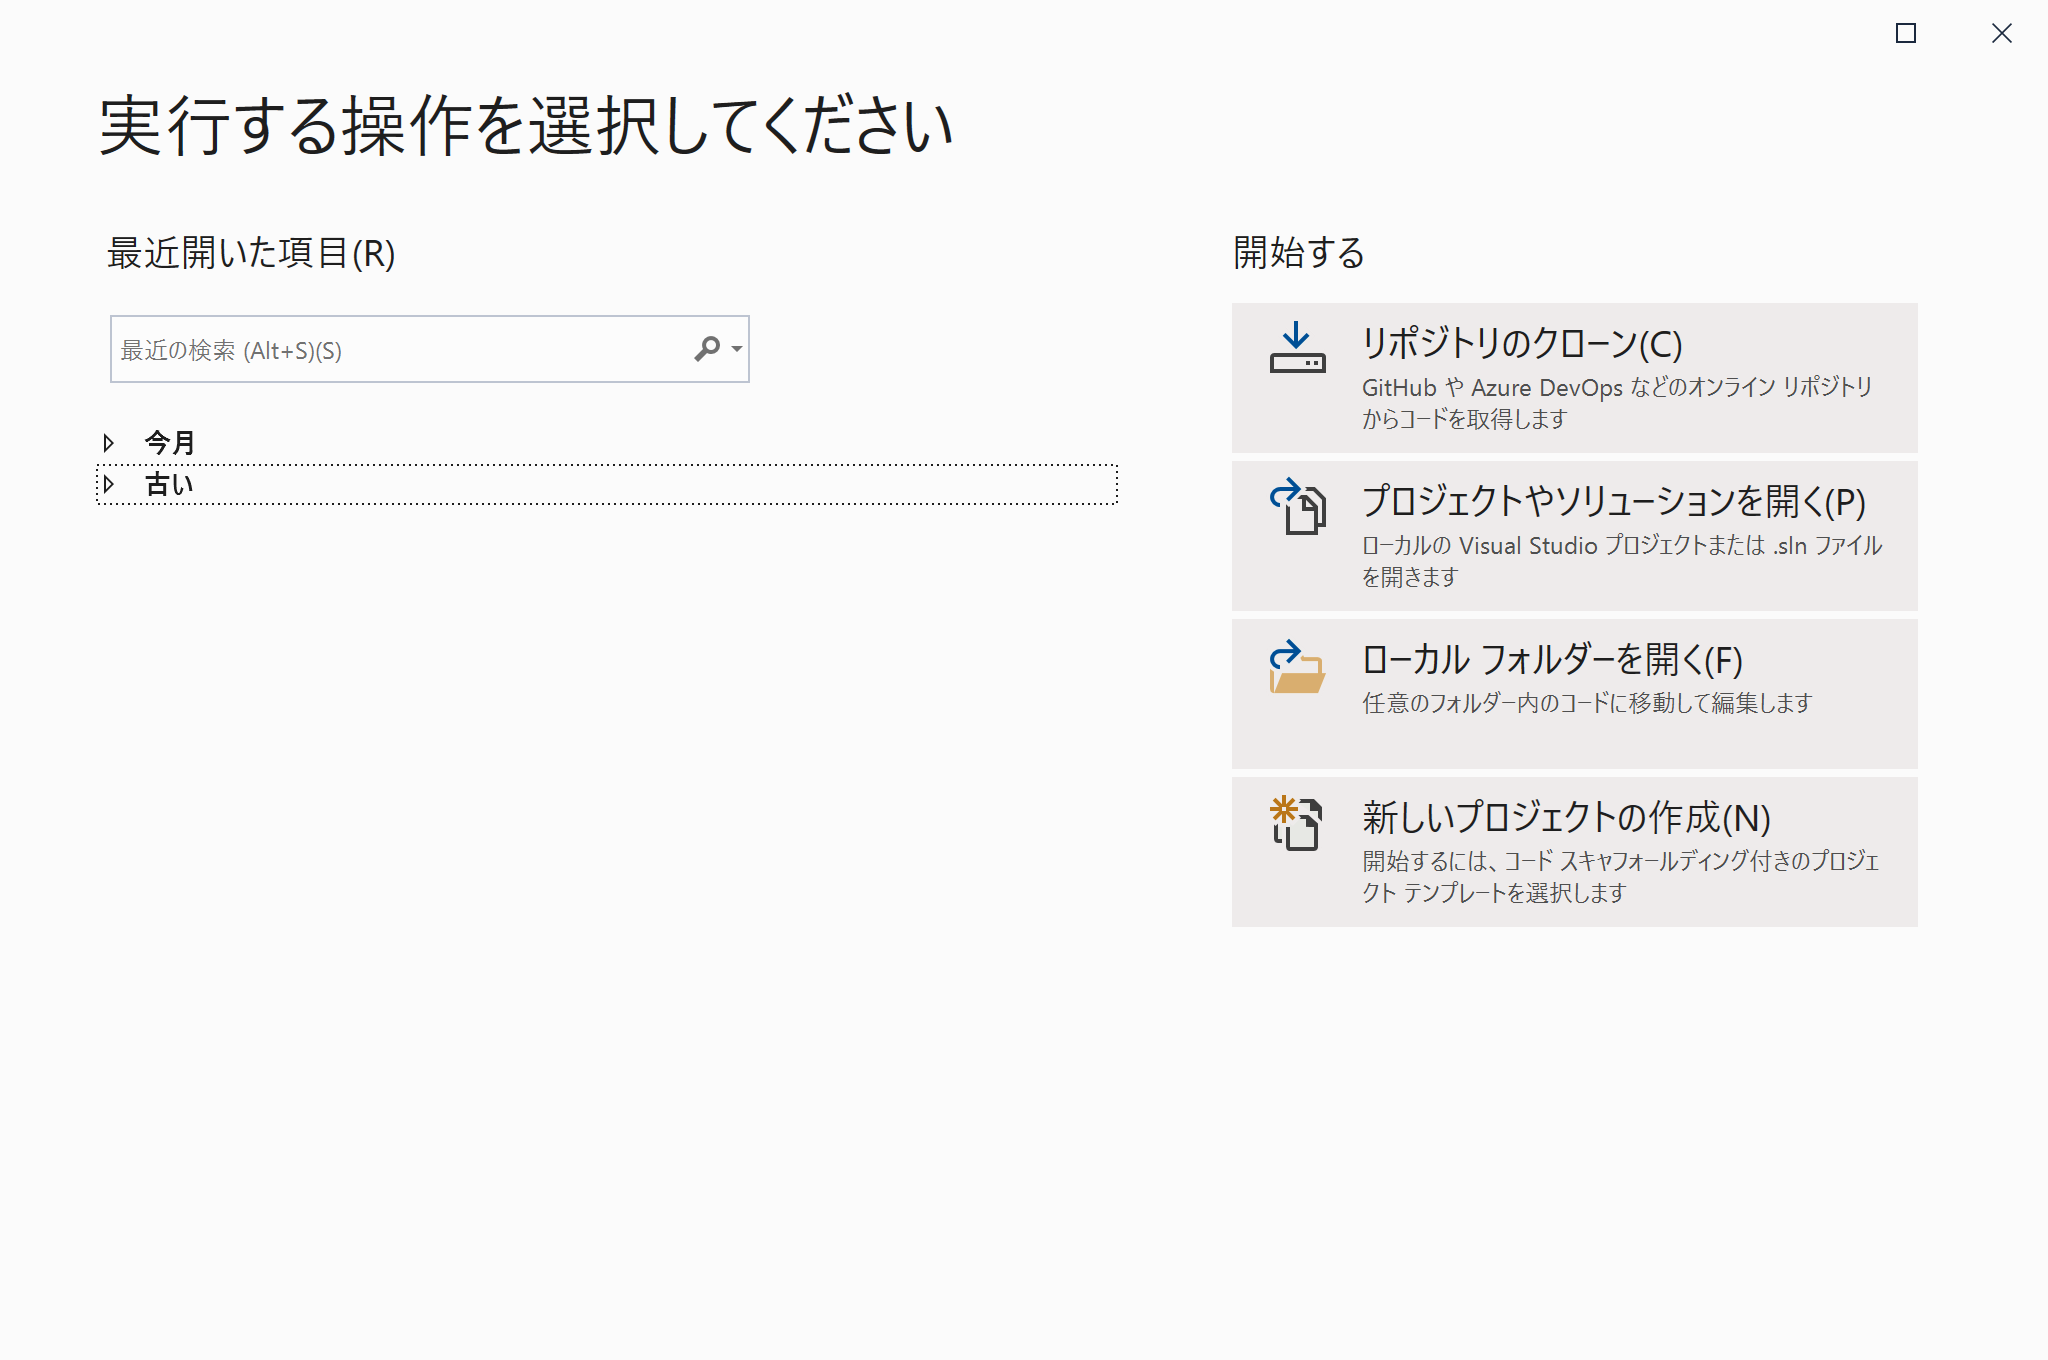 実行する操作を選択してください
最近開いた項目(R)
最近の検索 (Alt+S)(S)
今月
古い
開始する
リポジトリのクローン(C)
GitHub や Azure DevOps などのオンライン リポジトリ
からコードを取得します
プロジェクトやソリューションを開く(P)
ローカルの Visual Studio プロジェクトまたは .sln ファイル
を開きます
ローカル フォルダーを開く(F)
任意のフォルダー内のコードに移動して編集します
新しいプロジェクトの作成(N)
開始するには、コード スキャフォールディング付きのプロジェ
クト テンプレートを選択します